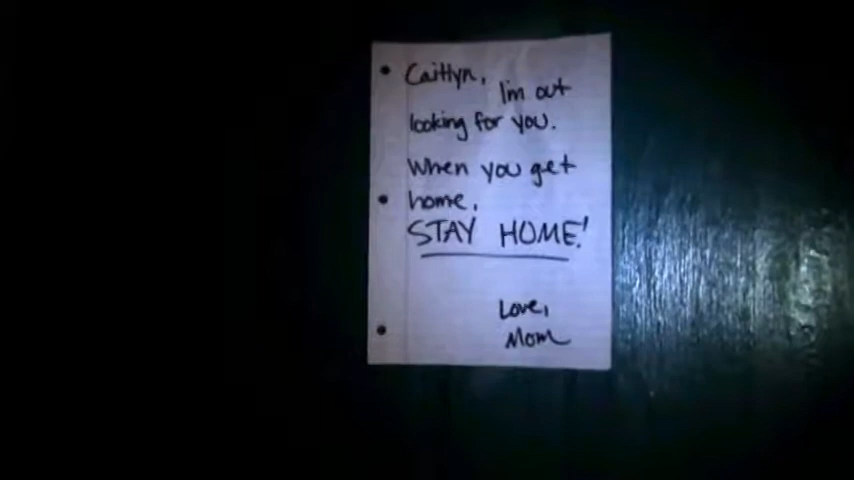 Caitlyn,
I'm out
looking for you.
When you get
home,
STAY HOME!
Love,
Mom